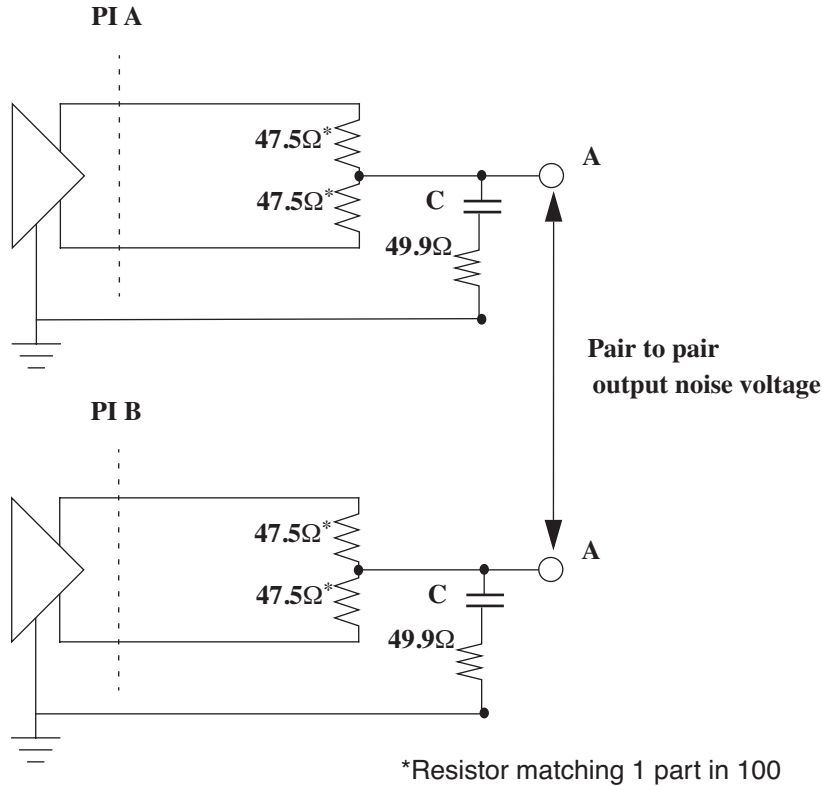 PI A
47.5Ω*
A
47.5Ω*
C
49.9Ω
Pair to pair
output noise voltage
PI B
47.5Ω*
A
47.5Ω*
C
49.9Ω
*Resistor matching 1 part in 100